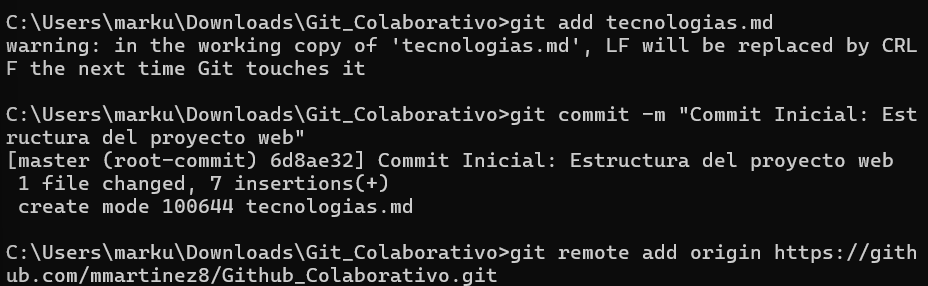 C:\Users\marku\Downloads\Git_Colaborativo>git add tecnologias.md
warning: in the working copy of 'tecnologias.md', LF will be replaced by CRL
F the next time Git touches it
C:\Users\marku\Downloads\Git_Colaborativo>git commit -m "Commit Inicial: Est
ructura del proyecto web"
[master (root-commit) 6d8ae32] Commit Inicial: Estructura del proyecto web
 1 file changed, 7 insertions(+)
 create mode 100644 tecnologias.md
C:\Users\marku\Downloads\Git_Colaborativo>git remote add origin https://gith
ub.com/mmartinez8/Github_Colaborativo.git